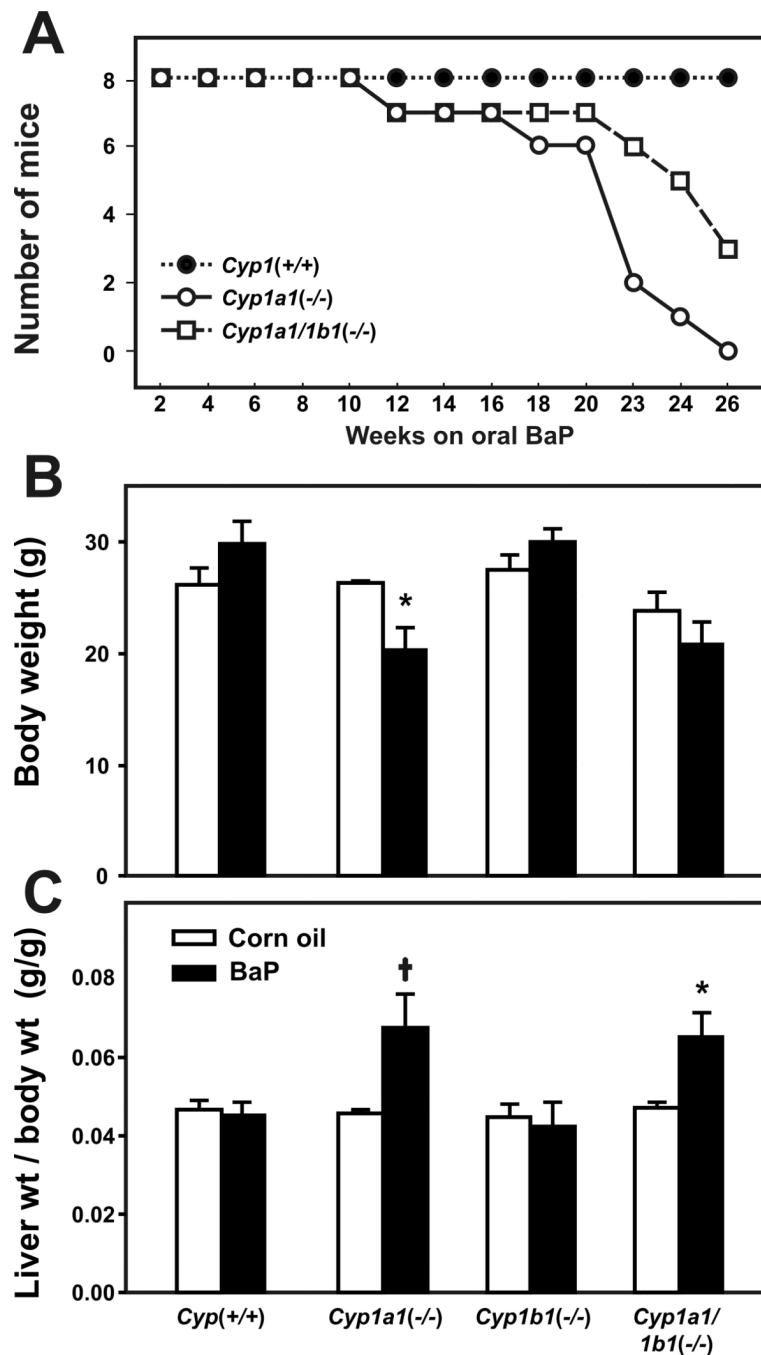 A
Number of mice
8
6
4
2
0
Cyp1(+/+)
Cyp1a1(-/-)
Cyp1a1/1b1(-/-)
2 4 6 8 10 12 14 16 18 20 23 24 26
Weeks on oral BaP
B
Body weight (g)
30
20
10
0
*
C
Liver wt / body wt (g/g)
0.08
0.06
0.04
0.02
0.00
Corn oil
BaP
†
*
Cyp(+/+) Cyp1a1(-/-) Cyp1b1(-/-) Cyp1a1/
1b1(-/-)